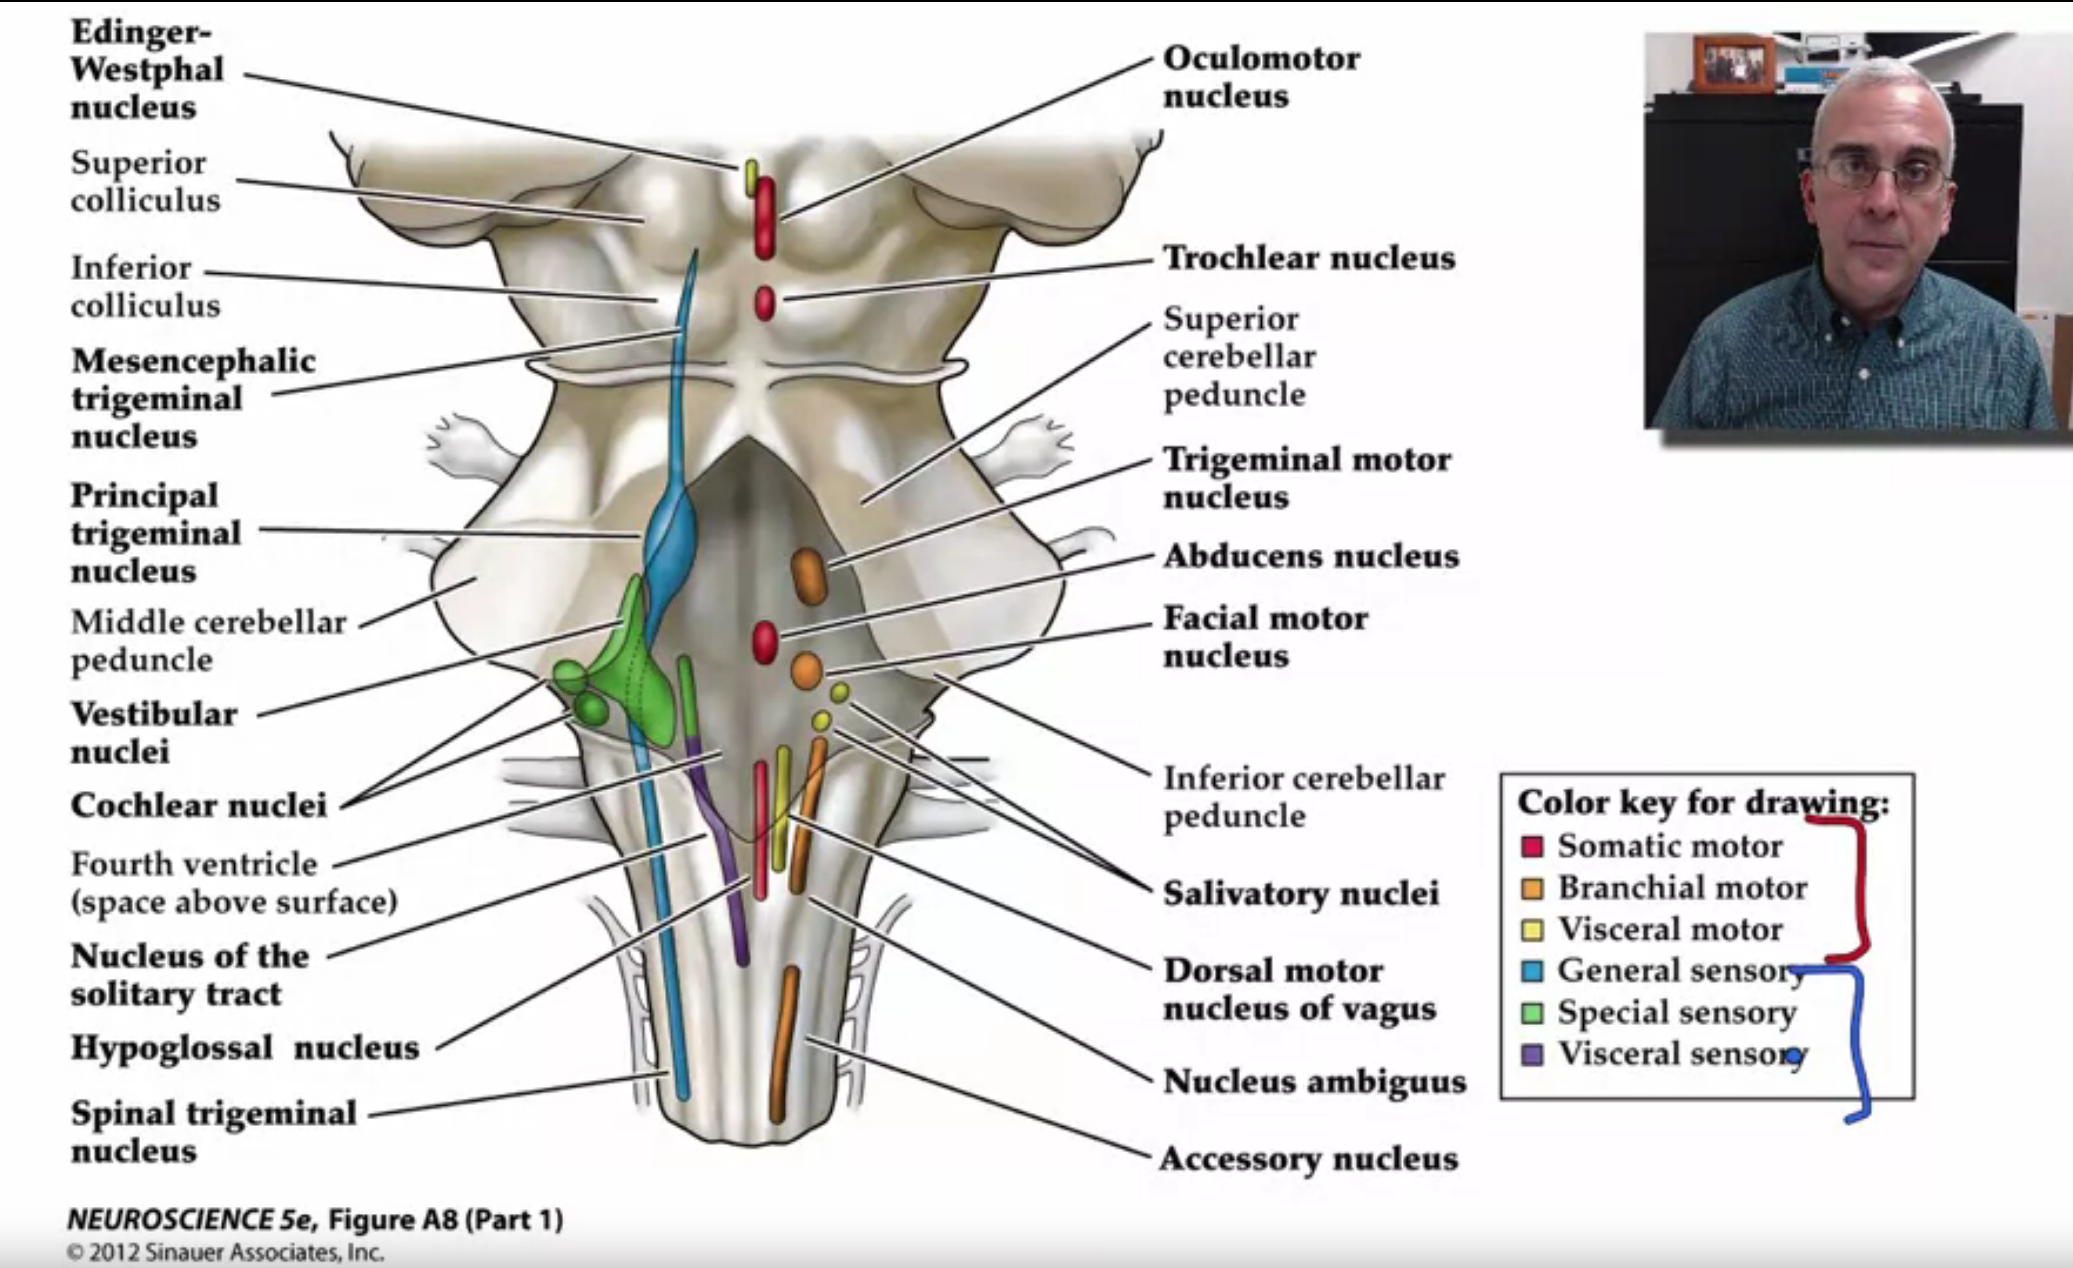 Edinger-
Westphal
nucleus
Superior
colliculus
Inferior
colliculus
Mesencephalic
trigeminal
nucleus
Principal
trigeminal
nucleus
Middle cerebellar
peduncle
Vestibular
nuclei
Cochlear nuclei
Fourth ventricle
(space above surface)
Nucleus of the
solitary tract
Hypoglossal nucleus
Spinal trigeminal
nucleus
Oculomotor
nucleus
Trochlear nucleus
Superior
cerebellar
peduncle
Trigeminal motor
nucleus
Abducens nucleus
Facial motor
nucleus
Inferior cerebellar
peduncle
Salivatory nuclei
Dorsal motor
nucleus of vagus
Nucleus ambiguus
Accessory nucleus
Color key for drawing:
Somatic motor
Branchial motor
Visceral motor
General sensory
Special sensory
Visceral sensory
NEUROSCIENCE 5e, Figure A8 (Part 1)
© 2012 Sinauer Associates, Inc.